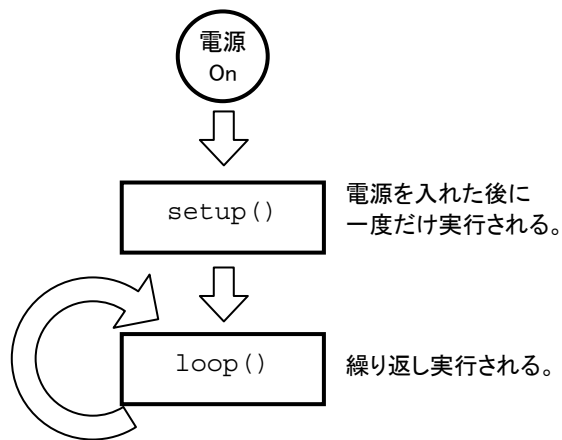 電源
On
setup()
電源を入れた後に
一度だけ実行される。
loop()
繰り返し実行される。